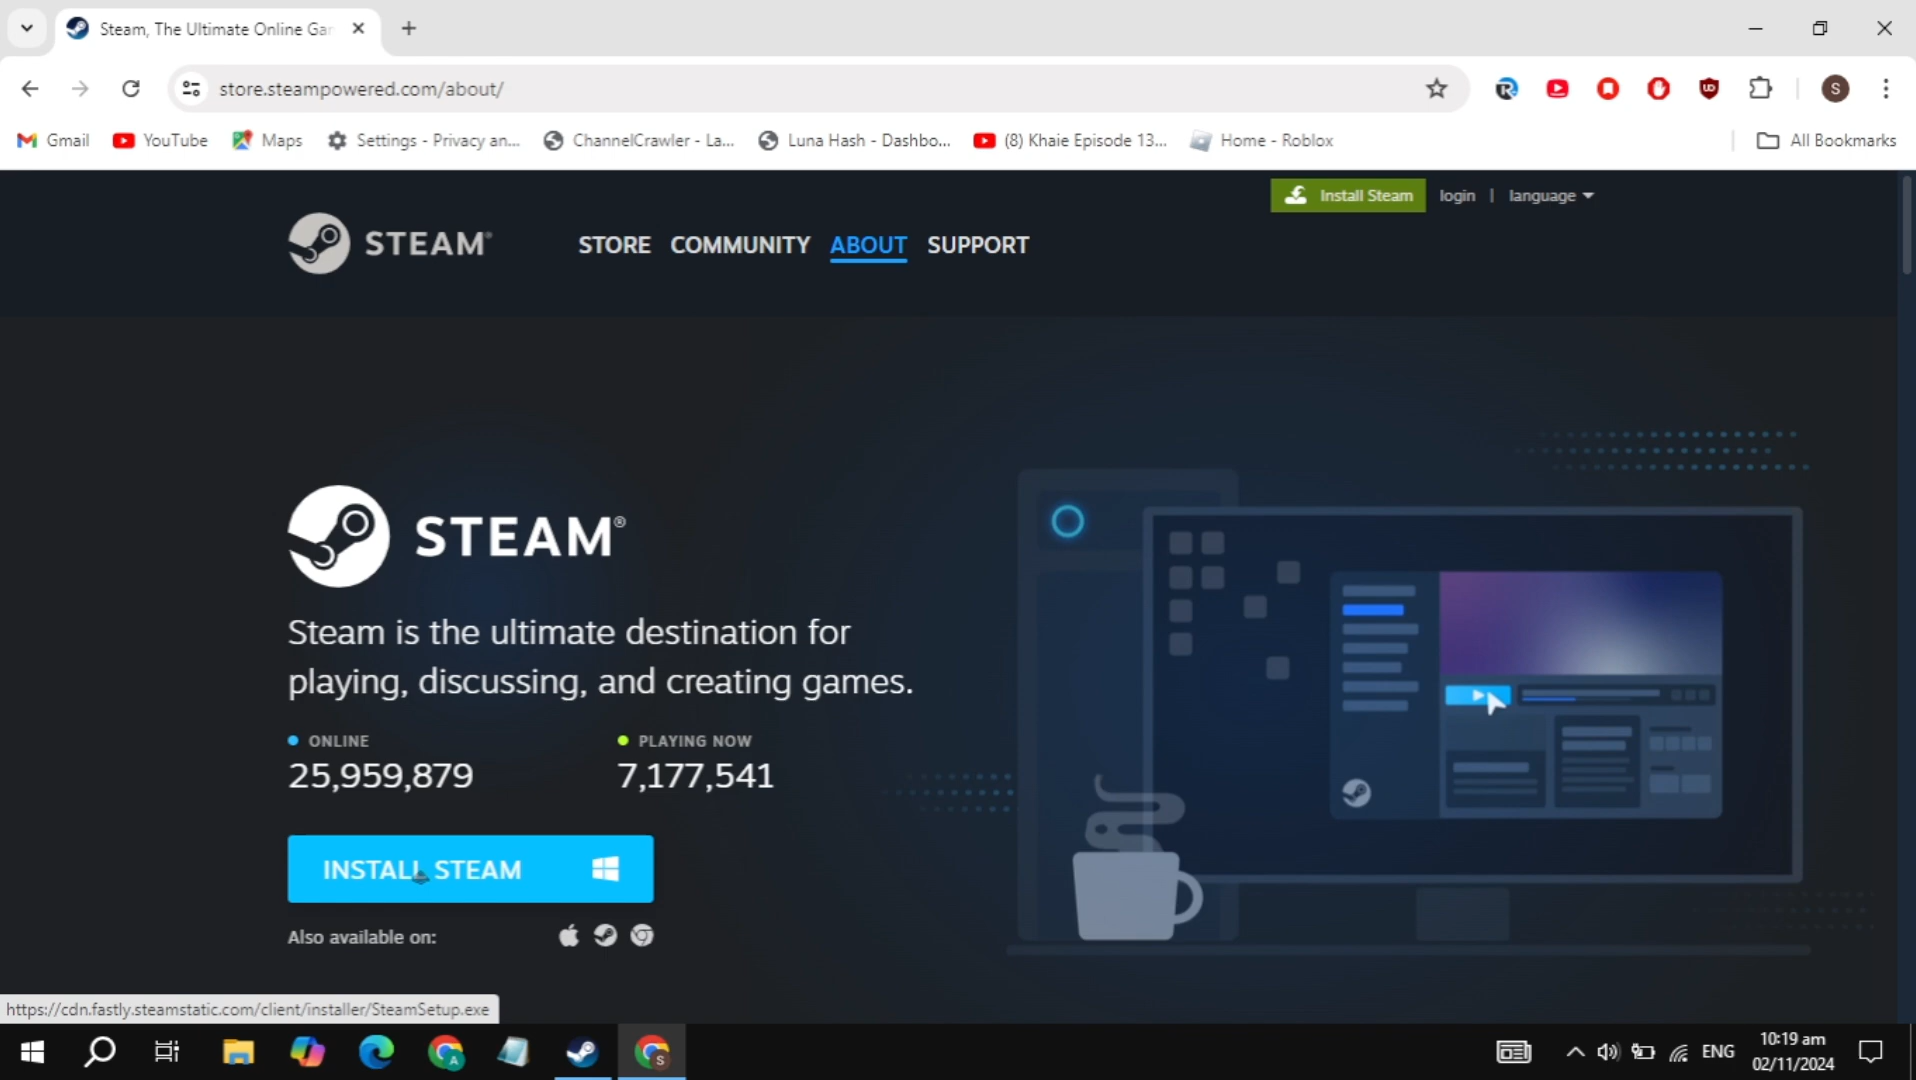 Steam, The Ultimate Online Gar
store.steampowered.com/about/
S
Gmail
YouTube
Maps
Settings - Privacy an...
ChannelCrawler - La...
Luna Hash - Dashbo...
(8) Khaie Episode 13...
Home - Roblox
All Bookmarks
Install Steam
login | language
STEAM®
STORE COMMUNITY ABOUT SUPPORT
STEAM®
Steam is the ultimate destination for
playing, discussing, and creating games.
ONLINE
25,959,879
PLAYING NOW
7,177,541
INSTALL STEAM
Also available on:
https://cdn.fastly.steamstatic.com/client/installer/SteamSetup.exe
A
S
ENG
10:19 am
02/11/2024